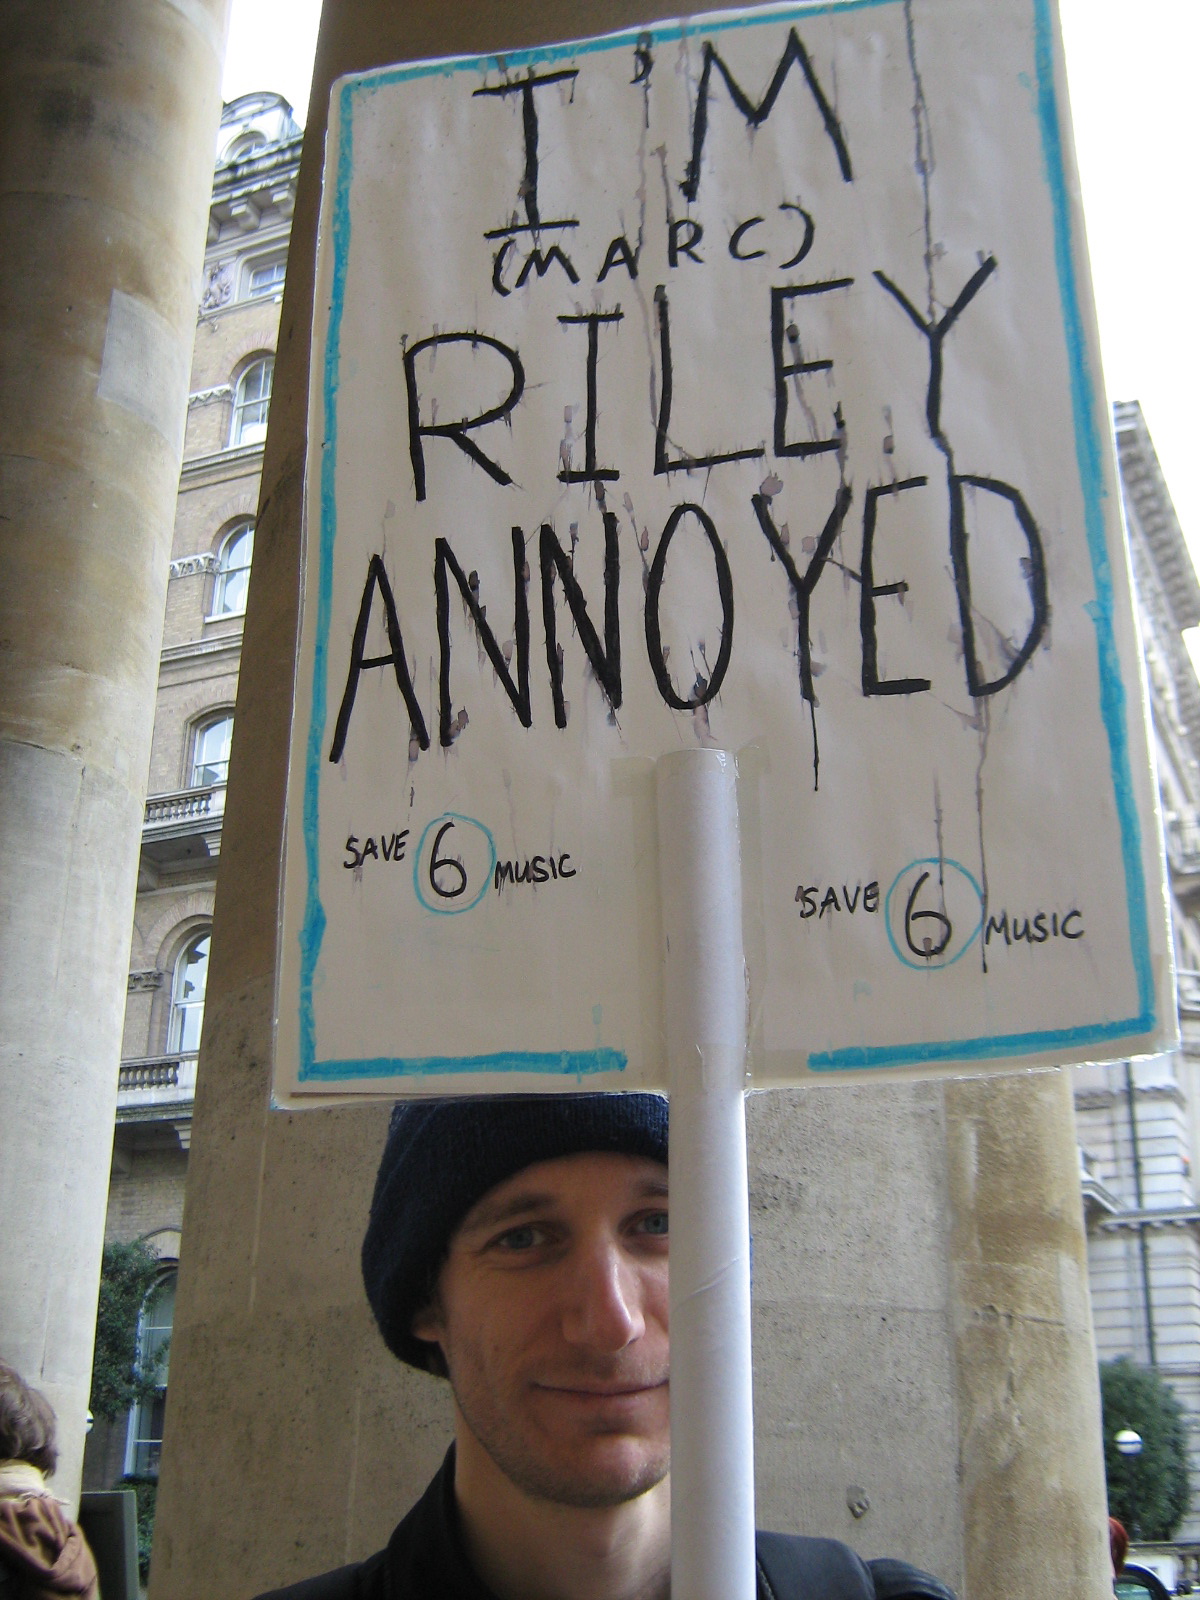 I'M
(MARC)
RILEY
ANNOYED
SAVE 6 MUSIC
SAVE 6 MUSIC